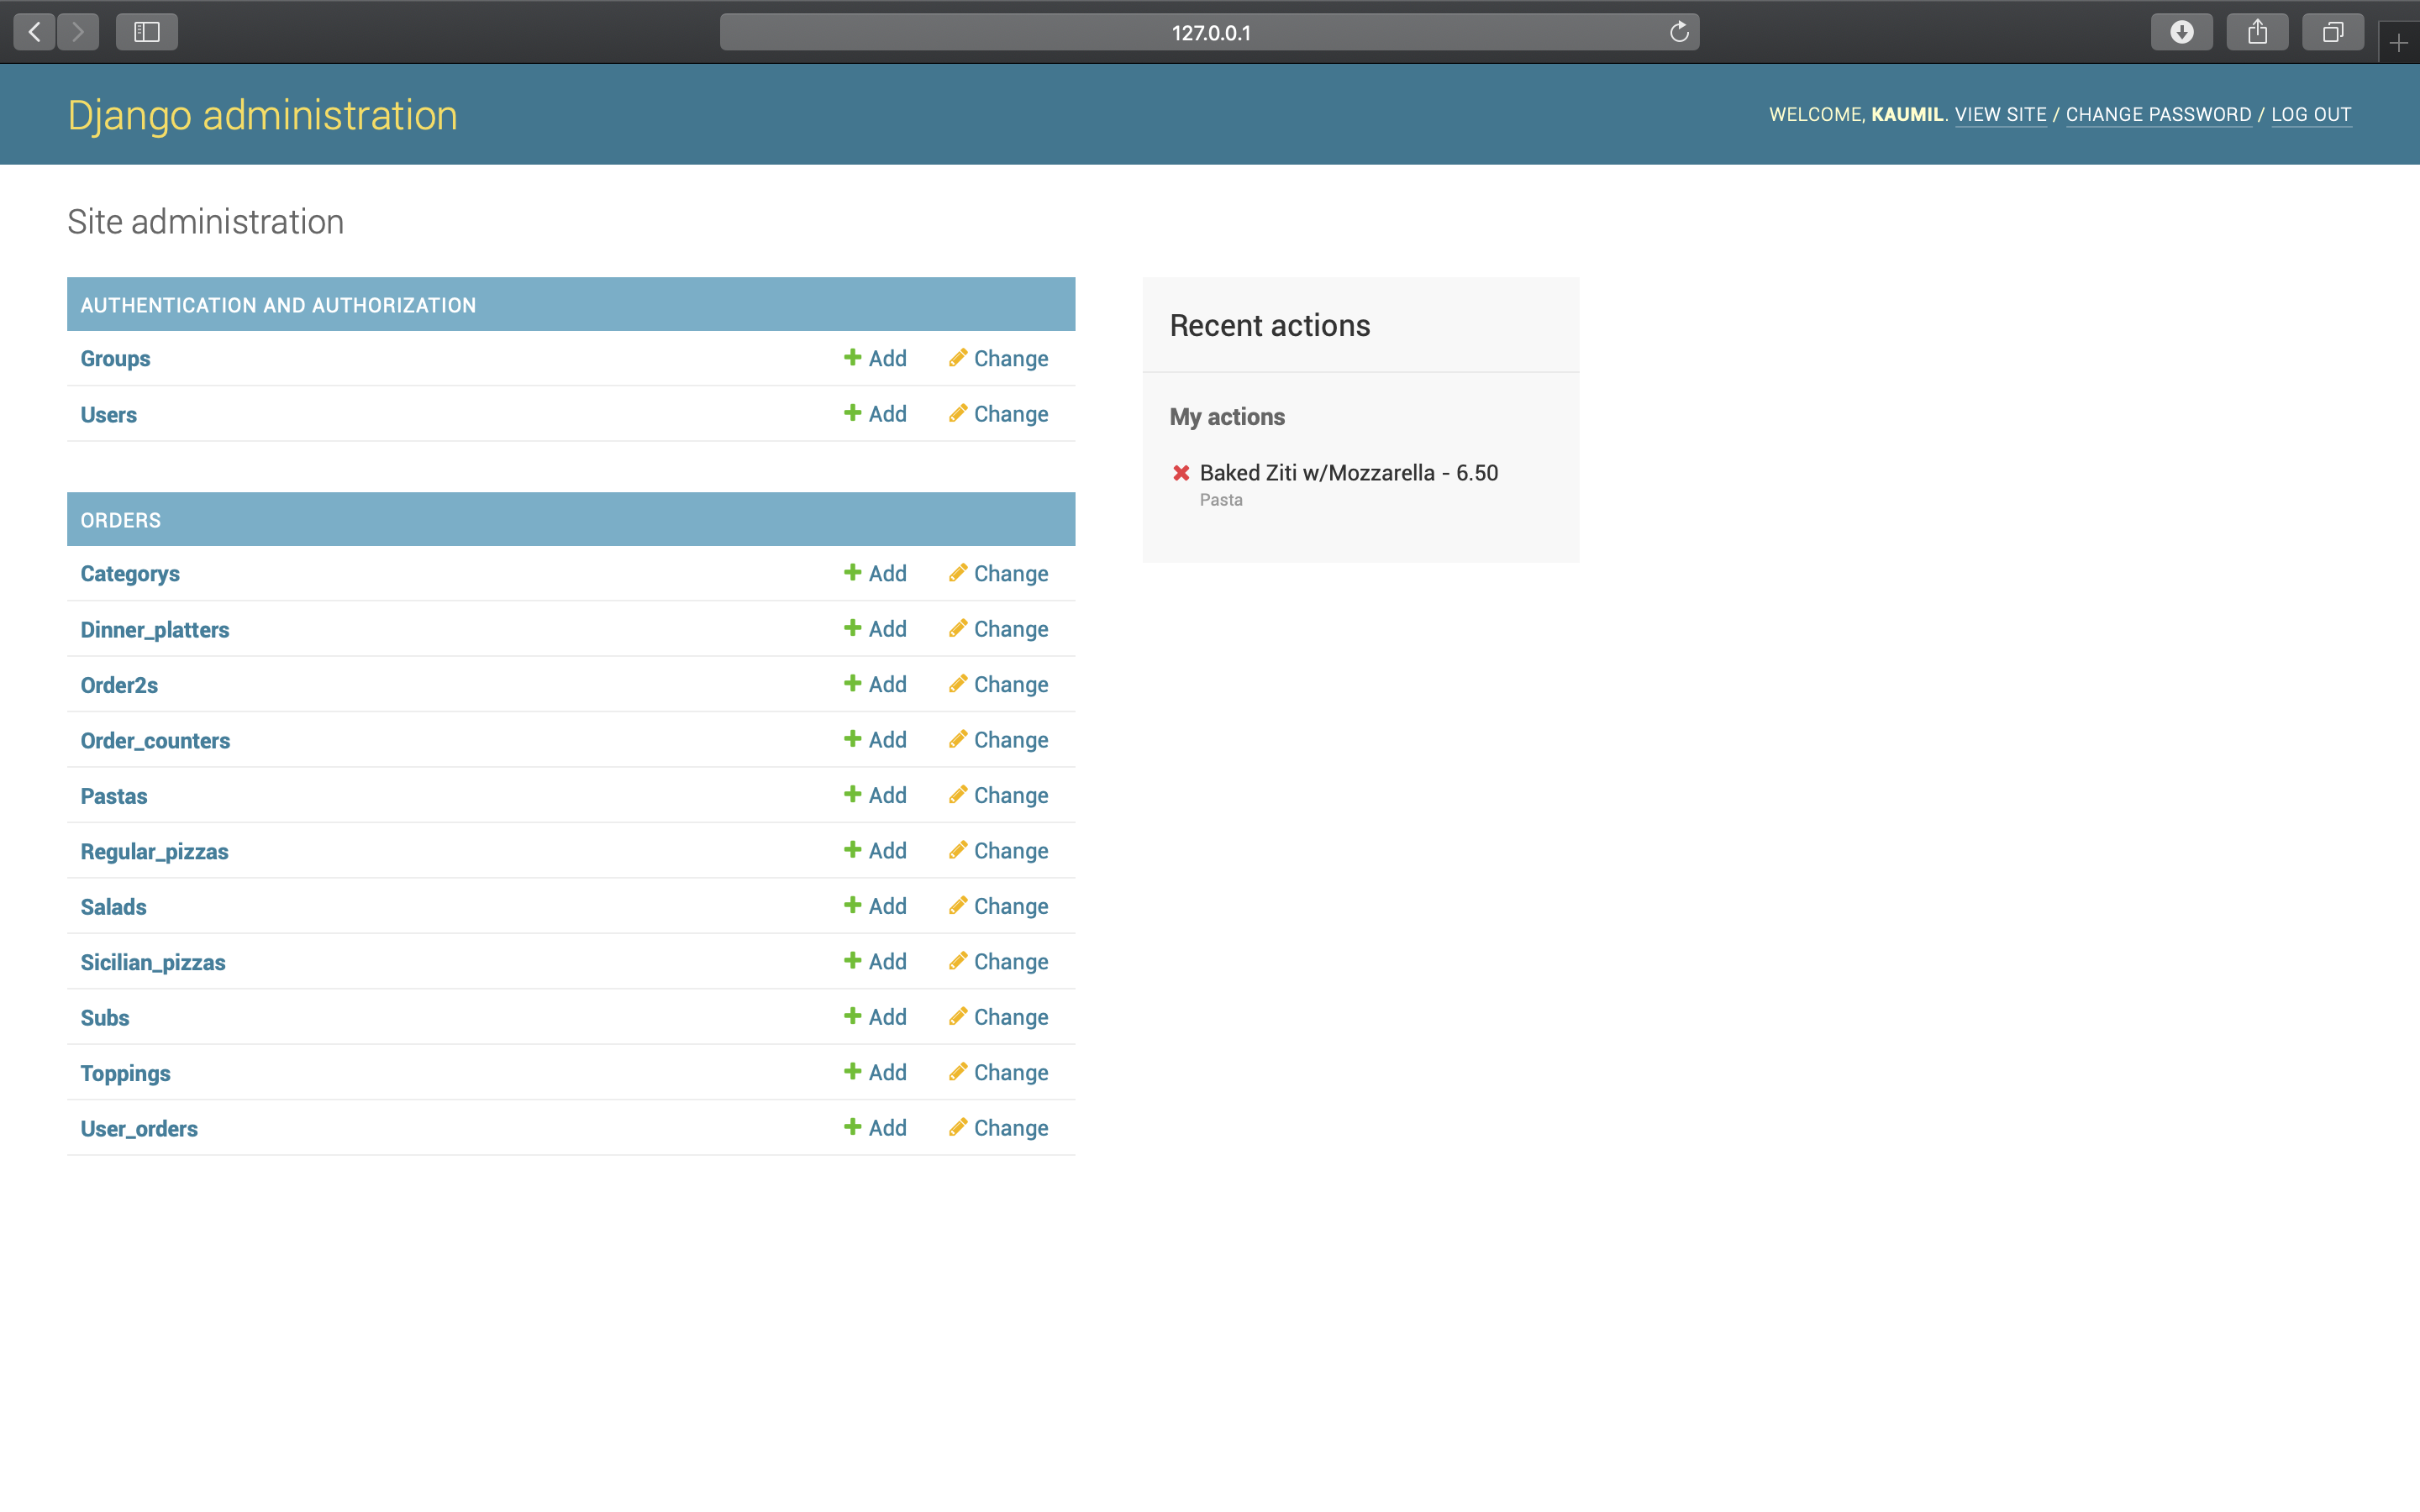 127.0.0.1
Django administration
WELCOME, KAUMIL. VIEW SITE / CHANGE PASSWORD / LOG OUT
Site administration
AUTHENTICATION AND AUTHORIZATION
Groups Add Change
Users Add Change
ORDERS
Categorys Add Change
Dinner_platters Add Change
Order2s Add Change
Order_counters Add Change
Pastas Add Change
Regular_pizzas Add Change
Salads Add Change
Sicilian_pizzas Add Change
Subs Add Change
Toppings Add Change
User_orders Add Change
Recent actions
My actions
Baked Ziti w/Mozzarella - 6.50
Pasta